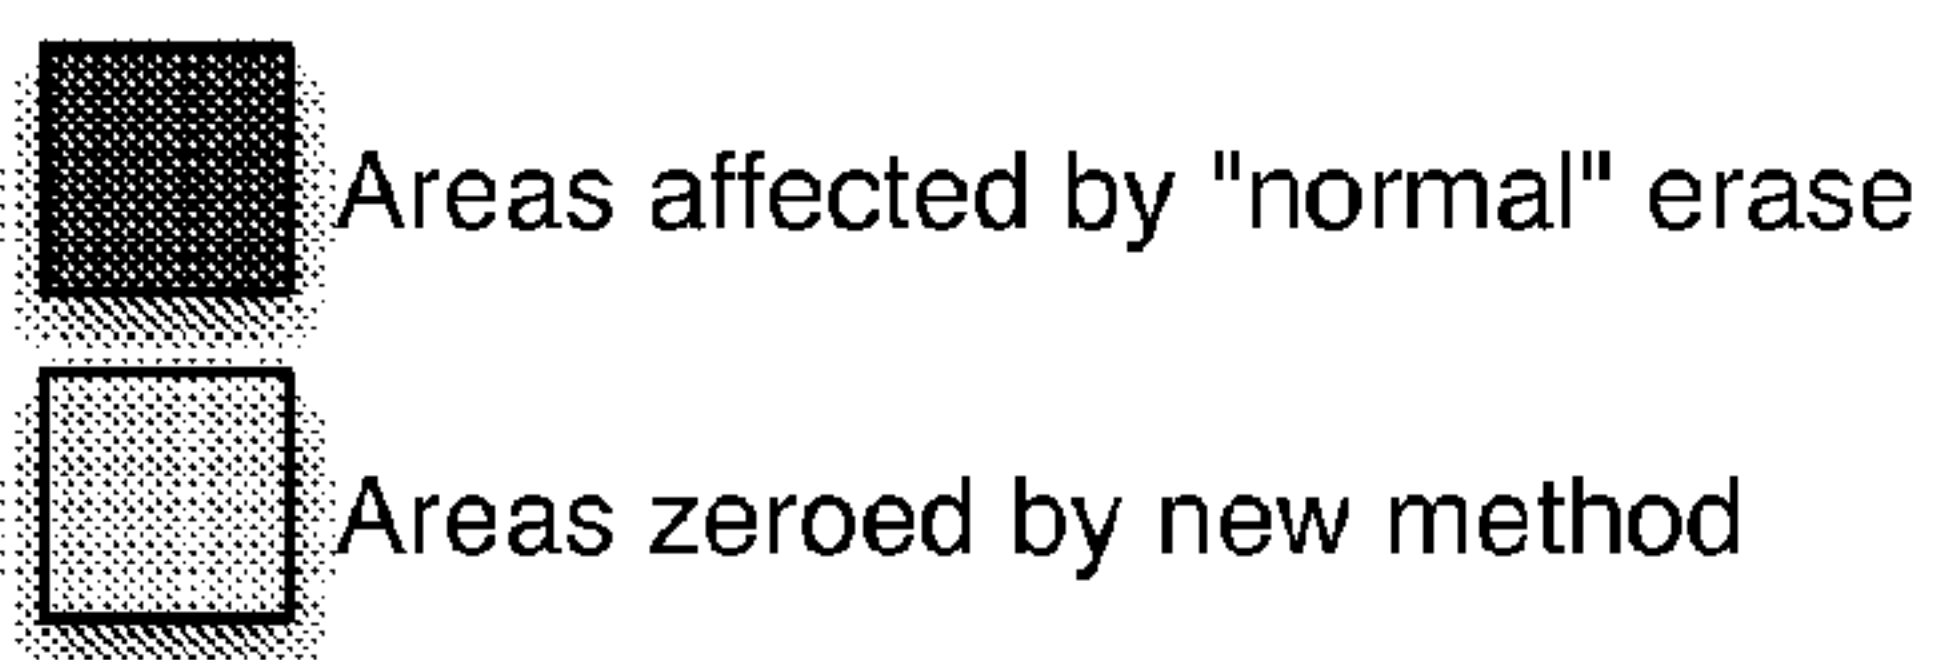 Areas affected by "normal" erase
Areas zeroed by new method